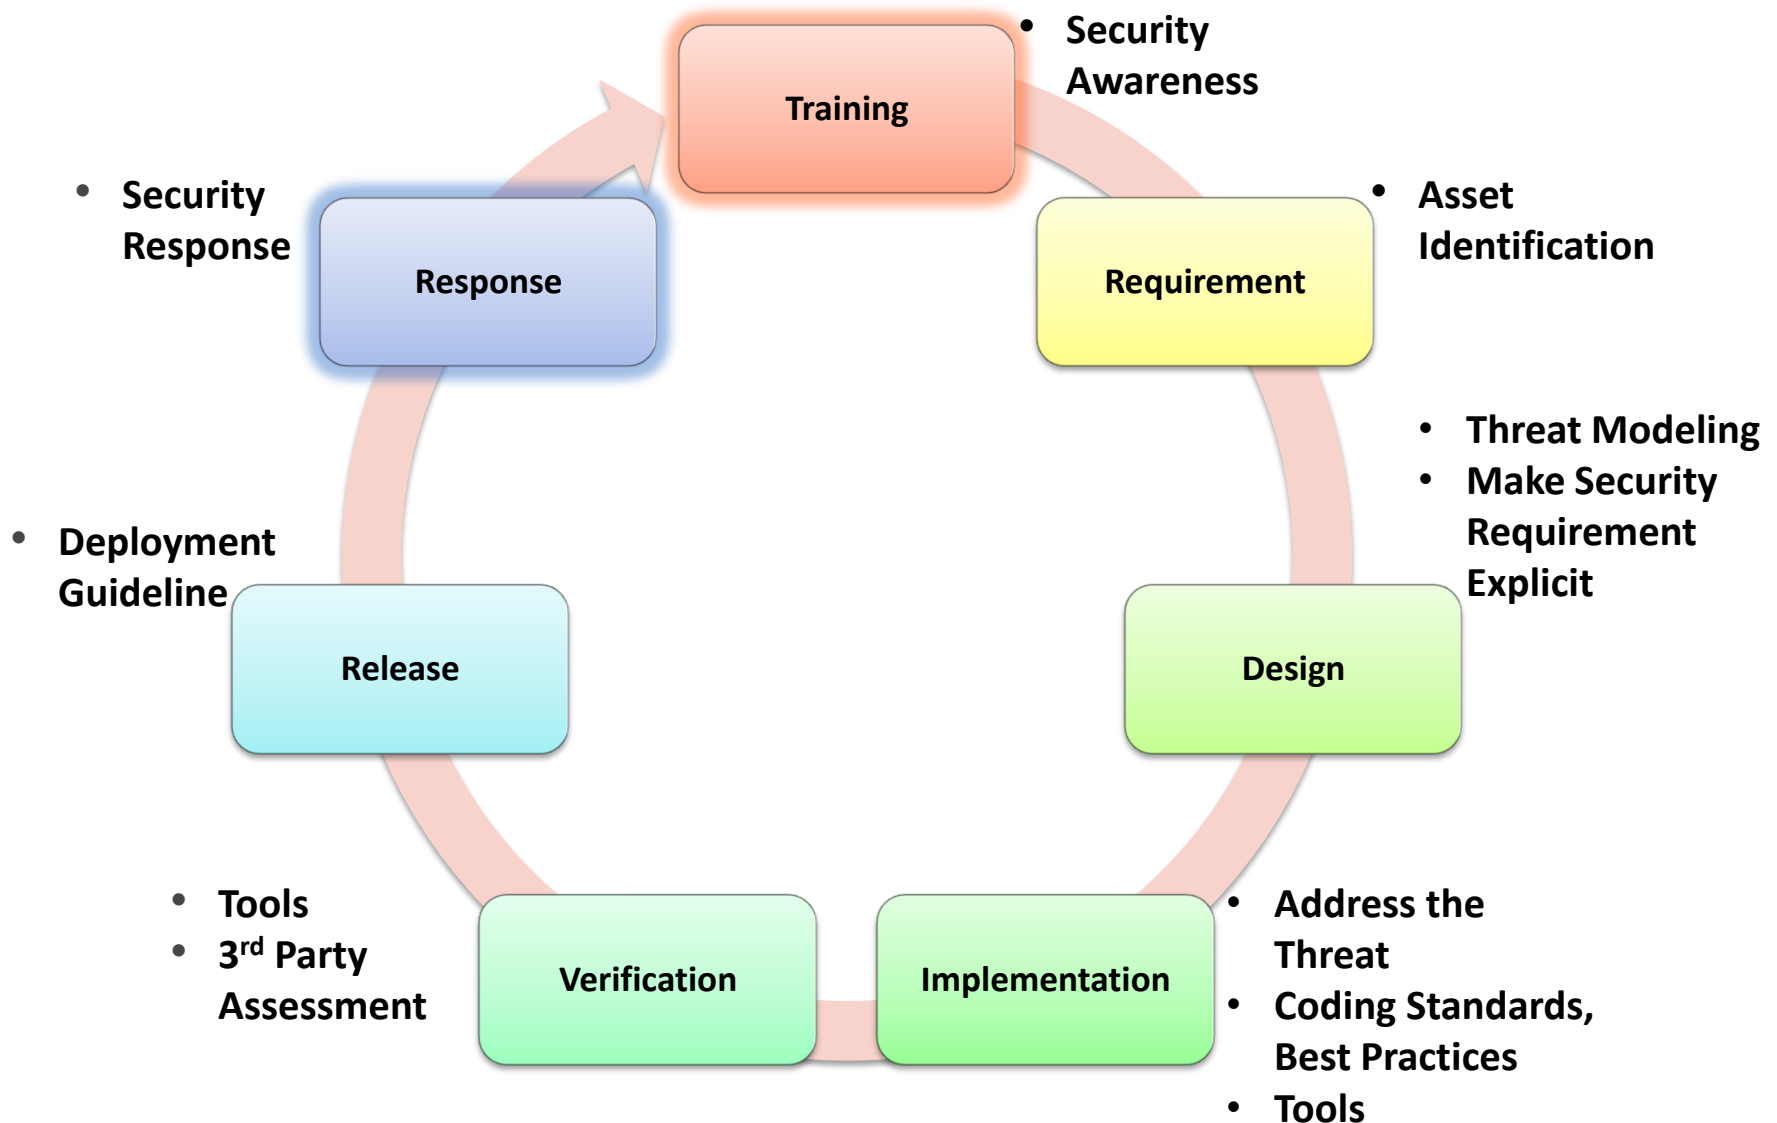 Training
• Security
Awareness
Requirement
• Asset
Identification
• Threat Modeling
• Make Security
Requirement
Explicit
Design
Implementation
• Address the
Threat
• Coding Standards,
Best Practices
• Tools
Verification
• Tools
• 3rd Party
Assessment
Release
• Deployment
Guideline
Response
• Security
Response